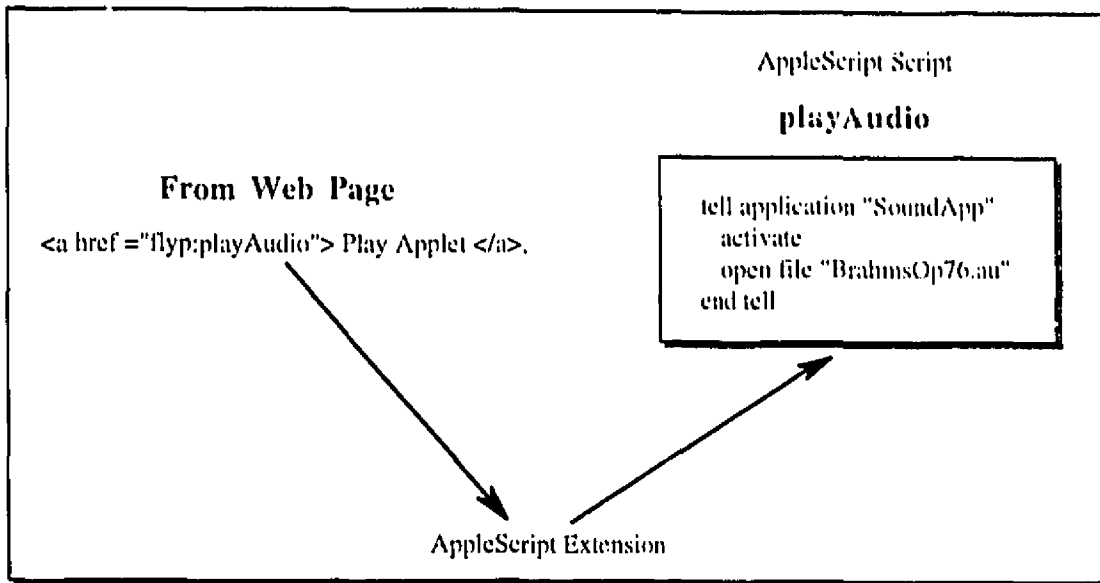 AppleScript Script
playAudio
From Web Page
<a href ="flyp:playAudio"> Play Applet </a>,
tell application "SoundApp"
activate
open file "BrahmsOp76.au"
end tell
AppleScript Extension